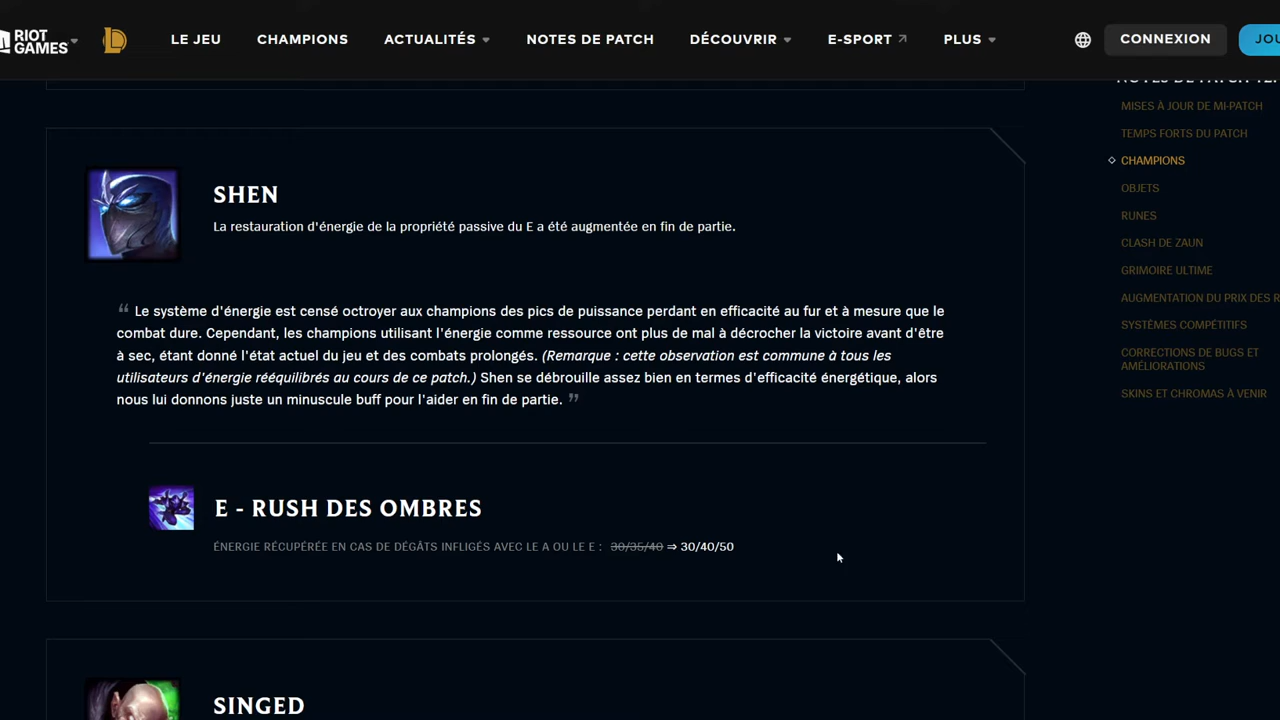 RIOT
GAMES
LE JEU
CHAMPIONS
ACTUALITÉS
NOTES DE PATCH
DÉCOUVRIR
E-SPORT
PLUS
CONNEXION
MISES À JOUR DE MI-PATCH
TEMPS FORTS DU PATCH
CHAMPIONS
OBJETS
RUNES
CLASH DE ZAUN
GRIMOIRE ULTIME
AUGMENTATION DU PRIX DES R
SYSTÈMES COMPÉTITIFS
CORRECTIONS DE BUGS ET
AMÉLIORATIONS
SKINS ET CHROMAS À VENIR
SHEN
La restauration d'énergie de la propriété passive du E a été augmentée en fin de partie.
“ Le système d'énergie est censé octroyer aux champions des pics de puissance perdant en efficacité au fur et à mesure que le
combat dure. Cependant, les champions utilisant l'énergie comme ressource ont plus de mal à décrocher la victoire avant d'être
à sec, étant donné l'état actuel du jeu et des combats prolongés. (Remarque : cette observation est commune à tous les
utilisateurs d'énergie rééquilibrés au cours de ce patch.) Shen se débrouille assez bien en termes d'efficacité énergétique, alors
nous lui donnons juste un minuscule buff pour l'aider en fin de partie. ”
E - RUSH DES OMBRES
ÉNERGIE RÉCUPÉRÉE EN CAS DE DÉGÂTS INFLIGÉS AVEC LE A OU LE E : 30/35/40 ⇒ 30/40/50
SINGED